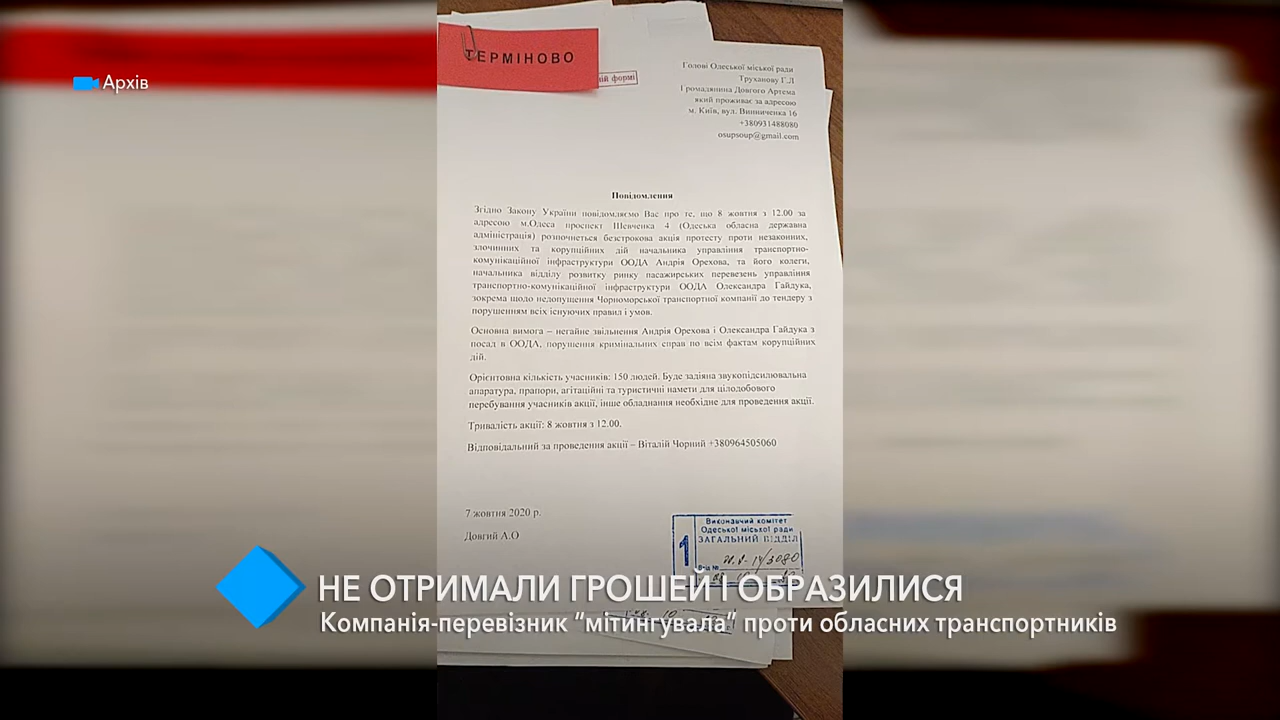 Архів
ТЕРМІНОВО
ій формі
Голові Одеської міської ради
Труханову Г.Л
Громадянина Довгого Артема
який проживає за адресою
м. Київ, вул. Винниченка 16
+380931488080
osupsoup@gmail.com
Повідомлення
Згідно Закону України повідомляємо Вас про те, що 8 жовтня з 12.00 за
адресою м.Одеса проспект Шевченка 4 (Одеська обласна державна
адміністрація) розпочнеться безстрокова акція протесту проти незаконних,
злочинних та корупційних дій начальника управління транспортно-
комунікаційної інфраструктури ООДА Андрія Орехова, та його колеги,
начальника відділу розвитку ринку пасажирських перевезень управління
транспортно-комунікаційної інфраструктури ООДА Олександра Гайдука,
зокрема щодо недопущення Чорноморської транспортної компанії до тендеру з
порушенням всіх існуючих правил і умов.
Основна вимога – негайне звільнення Андрія Орехова і Олександра Гайдука з
посад в ООДА, порушення кримінальних справ по всім фактам корупційних
дій.
Орієнтовна кількість учасників: 150 людей. Буде задіяна звукопідсилювальна
апаратура, прапори, агітаційні та туристичні намети для цілодобового
перебування учасників акції, інше обладнання необхідне для проведення акції.
Тривалість акції: 8 жовтня з 12.00.
Відповідальний за проведення акції – Віталій Чорний +380964505060
7 жовтня 2020 р.
Довгий А.О
1
Виконавчий комітет
Одеської міської ради
ЗАГАЛЬНИЙ ВІДДІЛ
Вхід №
НЕ ОТРИМАЛИ ГРОШЕЙ І ОБРАЗИЛИСЯ
Компанія-перевізник “мітингувала” проти обласних транспортників